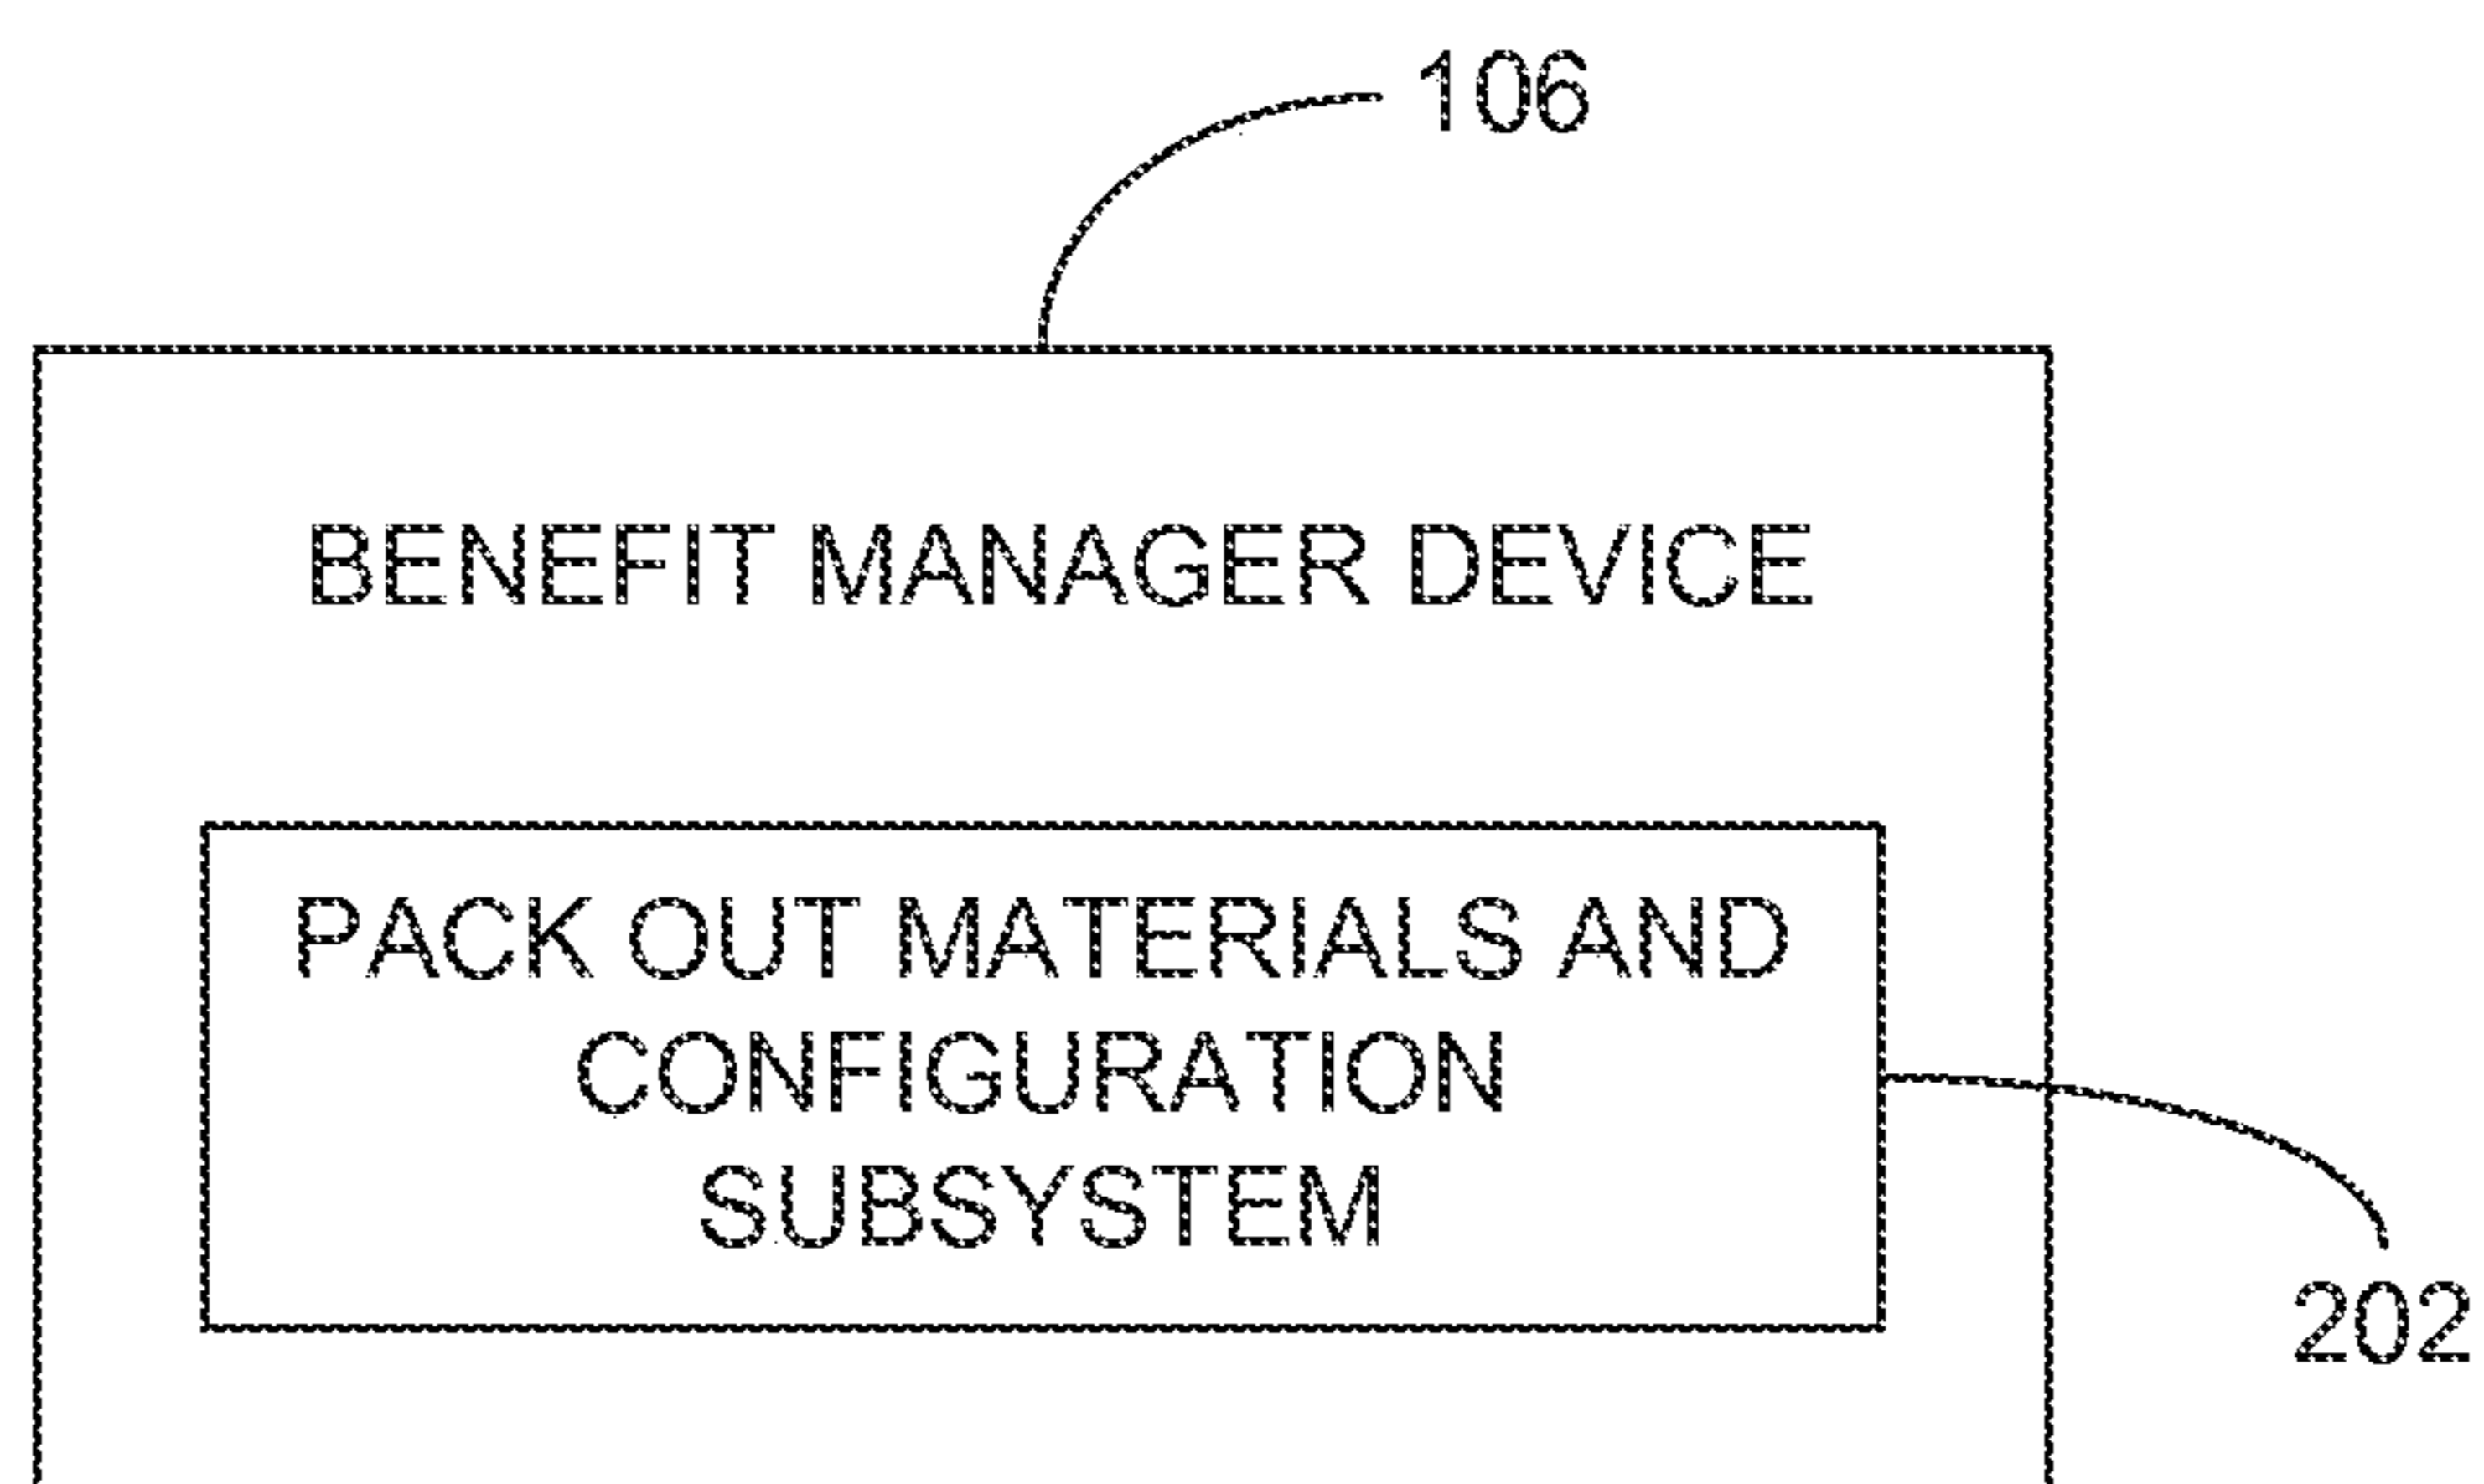 106
BENEFIT MANAGER DEVICE
PACK OUT MATERIALS AND
CONFIGURATION
SUBSYSTEM
202